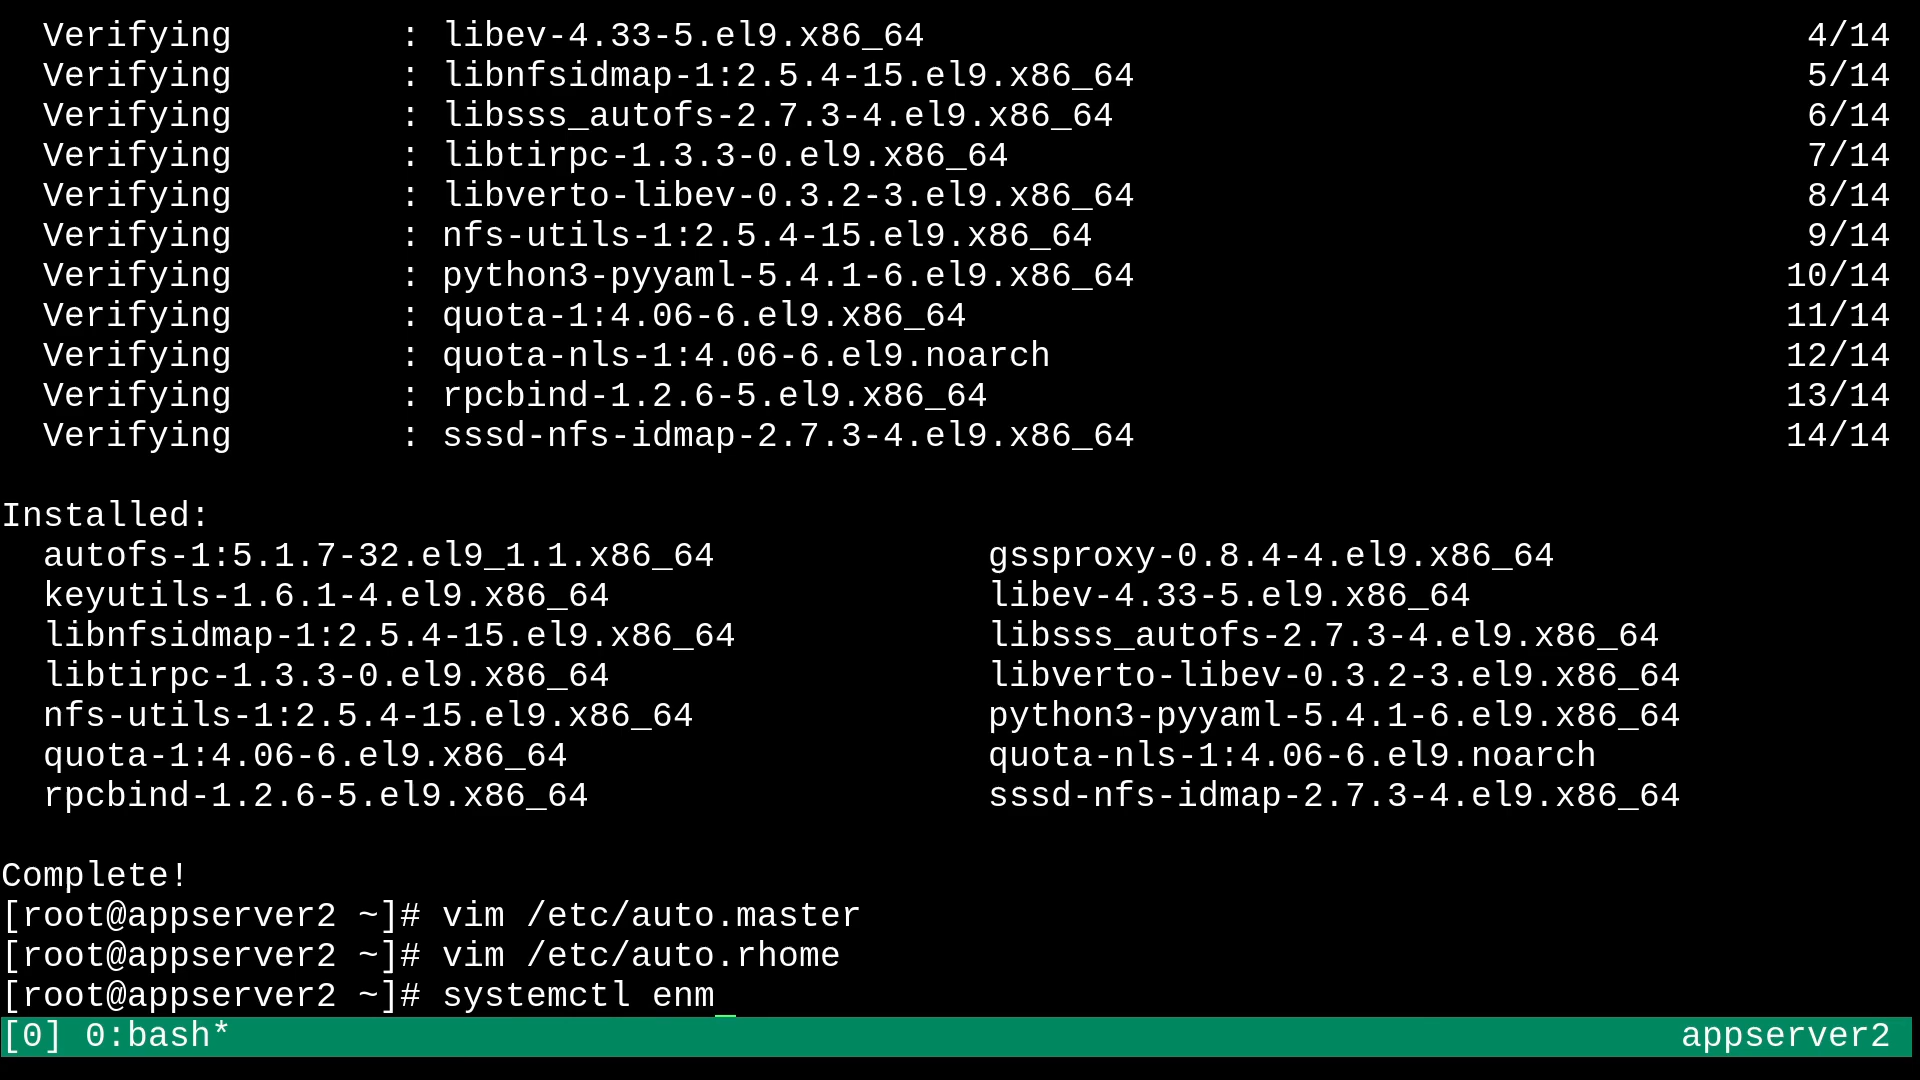 Verifying : libev-4.33-5.el9.x86_64 4/14
Verifying : libnfsidmap-1:2.5.4-15.el9.x86_64 5/14
Verifying : libsss_autofs-2.7.3-4.el9.x86_64 6/14
Verifying : libtirpc-1.3.3-0.el9.x86_64 7/14
Verifying : libverto-libev-0.3.2-3.el9.x86_64 8/14
Verifying : nfs-utils-1:2.5.4-15.el9.x86_64 9/14
Verifying : python3-pyyaml-5.4.1-6.el9.x86_64 10/14
Verifying : quota-1:4.06-6.el9.x86_64 11/14
Verifying : quota-nls-1:4.06-6.el9.noarch 12/14
Verifying : rpcbind-1.2.6-5.el9.x86_64 13/14
Verifying : sssd-nfs-idmap-2.7.3-4.el9.x86_64 14/14
Installed:
autofs-1:5.1.7-32.el9_1.1.x86_64 gssproxy-0.8.4-4.el9.x86_64
keyutils-1.6.1-4.el9.x86_64 libev-4.33-5.el9.x86_64
libnfsidmap-1:2.5.4-15.el9.x86_64 libsss_autofs-2.7.3-4.el9.x86_64
libtirpc-1.3.3-0.el9.x86_64 libverto-libev-0.3.2-3.el9.x86_64
nfs-utils-1:2.5.4-15.el9.x86_64 python3-pyyaml-5.4.1-6.el9.x86_64
quota-1:4.06-6.el9.x86_64 quota-nls-1:4.06-6.el9.noarch
rpcbind-1.2.6-5.el9.x86_64 sssd-nfs-idmap-2.7.3-4.el9.x86_64
Complete!
[root@appserver2 ~]# vim /etc/auto.master
[root@appserver2 ~]# vim /etc/auto.rhome
[root@appserver2 ~]# systemctl enm
[0] 0:bash* appserver2